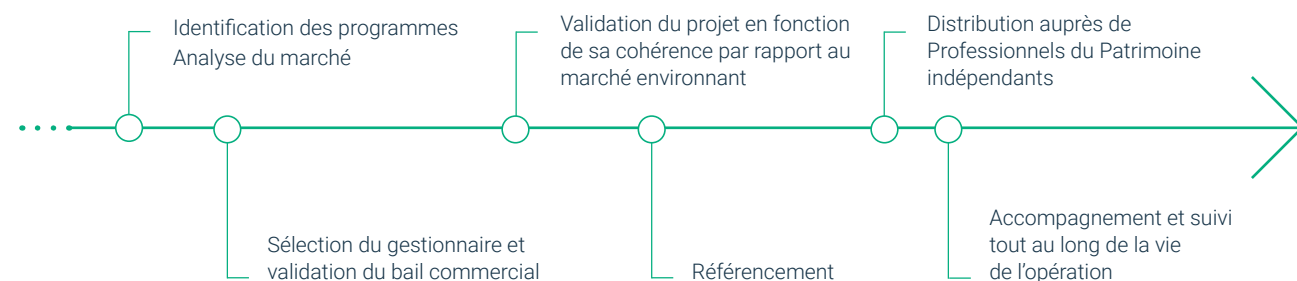 Identification des programmes
Analyse du marché
Sélection du gestionnaire et
validation du bail commercial
Validation du projet en fonction
de sa cohérence par rapport au
marché environnant
Référencement
Distribution auprès de
Professionnels du Patrimoine
indépendants
Accompagnement et suivi
tout au long de la vie
de l’opération